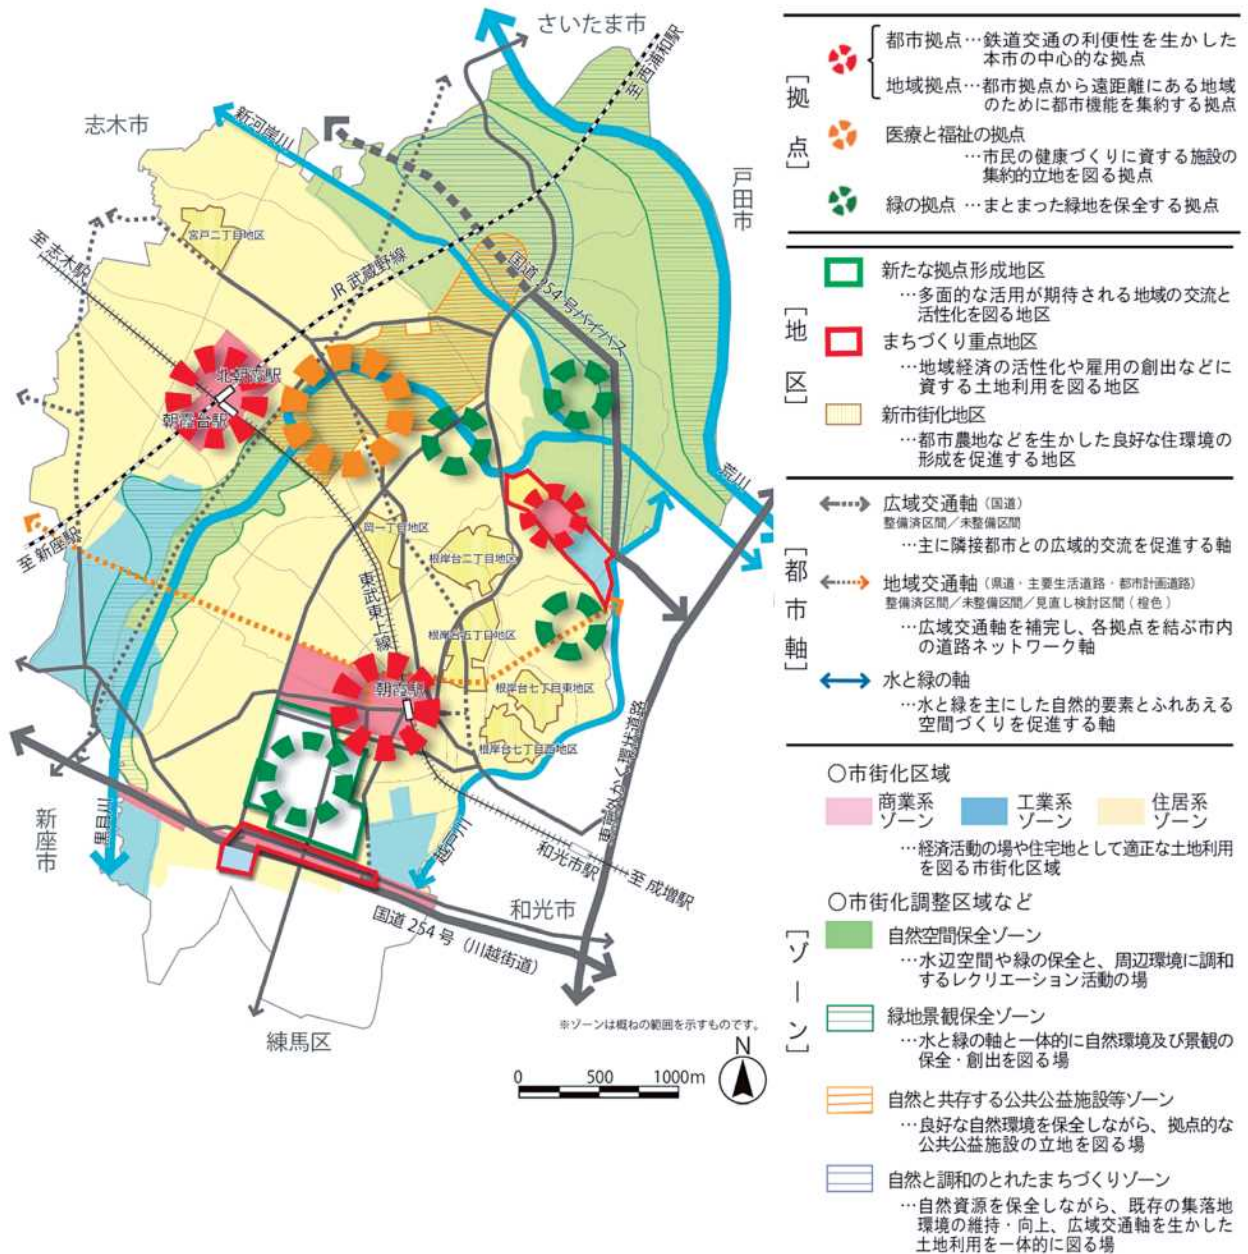 さいたま市
至 西浦和駅
志木市
新河岸川
戸田市
宮戸二丁目地区
至 志木駅
JR 武蔵野線
国道 254 号バイパス
北朝霞駅
朝霞台駅
荒川
至 新座駅
岡一丁目地区
根岸台二丁目地区
東武東上線
根岸台五丁目地区
朝霞駅
根岸台七丁目東地区
根岸台七丁目西地区
東京外かく環状道路
新座市
黒目川
越戸川
和光市駅
至 成増駅
和光市
国道 254 号（川越街道）
練馬区
※ゾーンは概ねの範囲を示すものです。
0 500 1000m
N
［拠点］
都市拠点…鉄道交通の利便性を生かした
本市の中心的な拠点
地域拠点…都市拠点から遠距離にある地域
のために都市機能を集約する拠点
医療と福祉の拠点
…市民の健康づくりに資する施設の
集約的立地を図る拠点
緑の拠点 …まとまった緑地を保全する拠点
［地区］
新たな拠点形成地区
…多面的な活用が期待される地域の交流と
活性化を図る地区
まちづくり重点地区
…地域経済の活性化や雇用の創出などに
資する土地利用を図る地区
新市街化地区
…都市農地などを生かした良好な住環境の
形成を促進する地区
［都市軸］
広域交通軸（国道）
整備済区間／未整備区間
…主に隣接都市との広域的交流を促進する軸
地域交通軸（県道・主要生活道路・都市計画道路）
整備済区間／未整備区間／見直し検討区間（橙色）
…広域交通軸を補完し、各拠点を結ぶ市内
の道路ネットワーク軸
水と緑の軸
…水と緑を主にした自然的要素とふれあえる
空間づくりを促進する軸
［ゾーン］
○市街化区域
商業系ゾーン 工業系ゾーン 住居系ゾーン
…経済活動の場や住宅地として適正な土地利用
を図る市街化区域
○市街化調整区域など
自然空間保全ゾーン
…水辺空間や緑の保全と、周辺環境に調和
するレクリエーション活動の場
緑地景観保全ゾーン
…水と緑の軸と一体的に自然環境及び景観の
保全・創出を図る場
自然と共存する公共公益施設等ゾーン
…良好な自然環境を保全しながら、拠点的な
公共公益施設の立地を図る場
自然と調和のとれたまちづくりゾーン
…自然資源を保全しながら、既存の集落地
環境の維持・向上、広域交通軸を生かした
土地利用を一体的に図る場